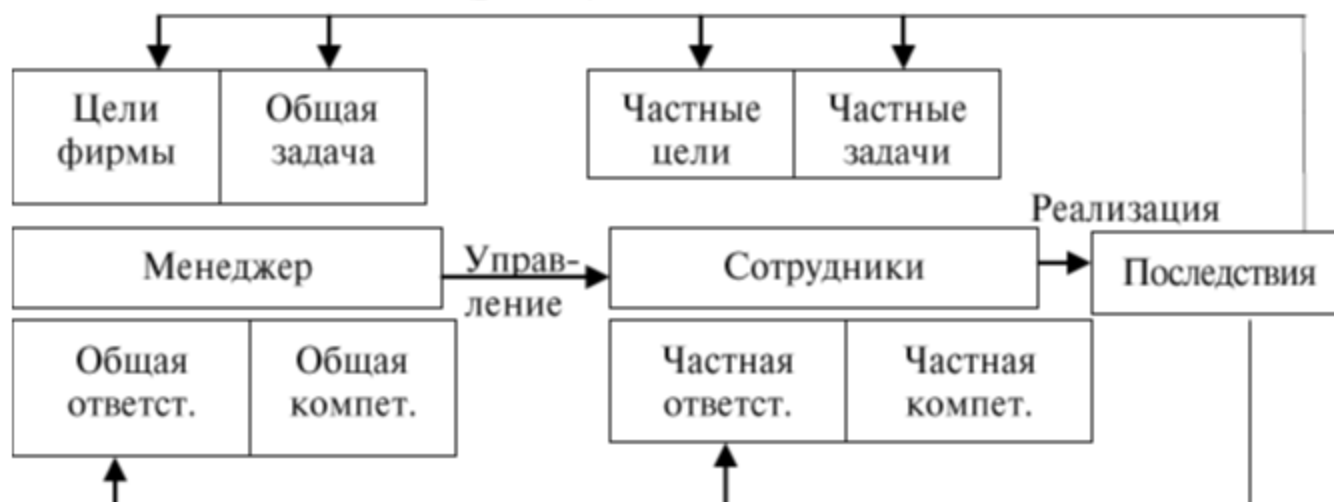 Цели
фирмы
Общая
задача
Частные
цели
Частные
задачи
Реализация
Менеджер
Управ-
ление
Сотрудники
Последствия
Общая
ответст.
Общая
компет.
Частная
ответст.
Частная
компет.